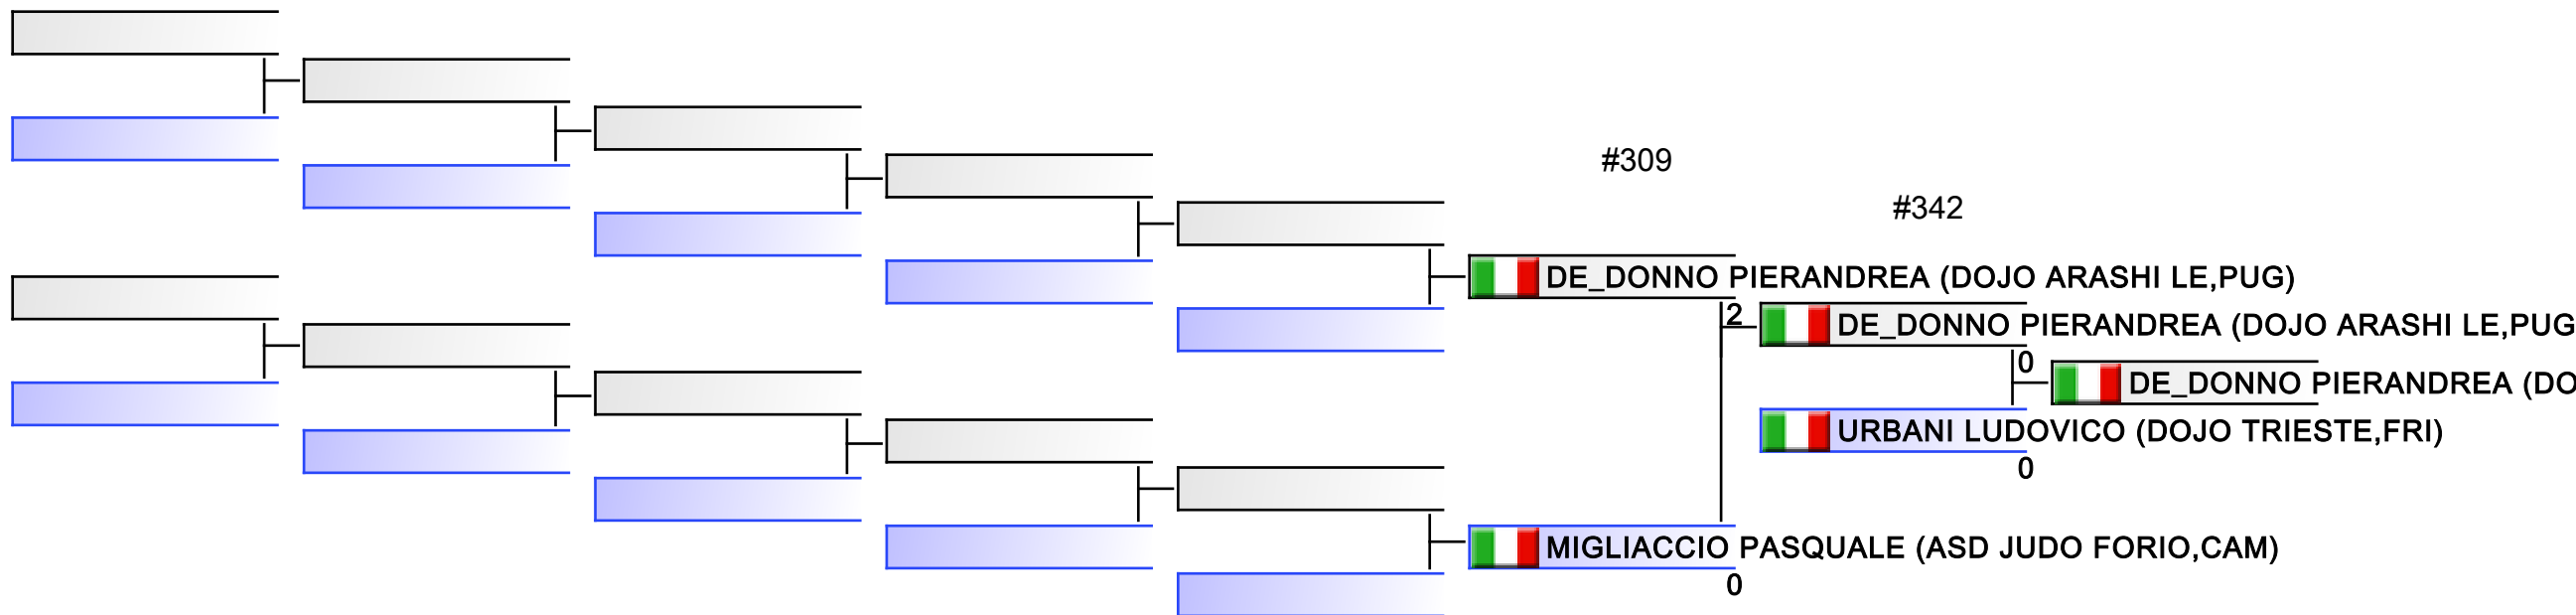 #309
#342
DE_DONNO PIERANDREA (DOJO ARASHI LE,PUG)
2
DE_DONNO PIERANDREA (DOJO ARASHI LE,PUG
0
DE_DONNO PIERANDREA (DO
URBANI LUDOVICO (DOJO TRIESTE,FRI)
0
MIGLIACCIO PASQUALE (ASD JUDO FORIO,CAM)
0